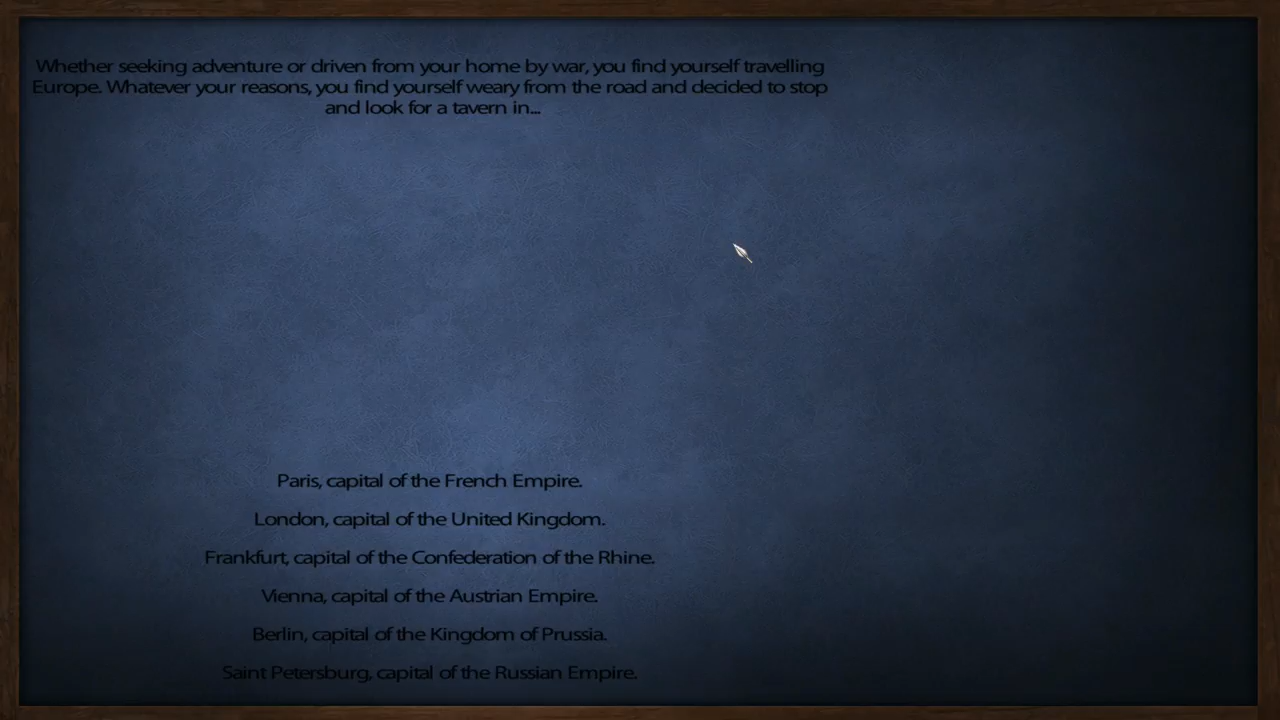 Whether seeking adventure or driven from your home by war, you find yourself travelling
Europe. Whatever your reasons, you find yourself weary from the road and decided to stop
and look for a tavern in...
Paris, capital of the French Empire.
London, capital of the United Kingdom.
Frankfurt, capital of the Confederation of the Rhine.
Vienna, capital of the Austrian Empire.
Berlin, capital of the Kingdom of Prussia.
Saint Petersburg, capital of the Russian Empire.